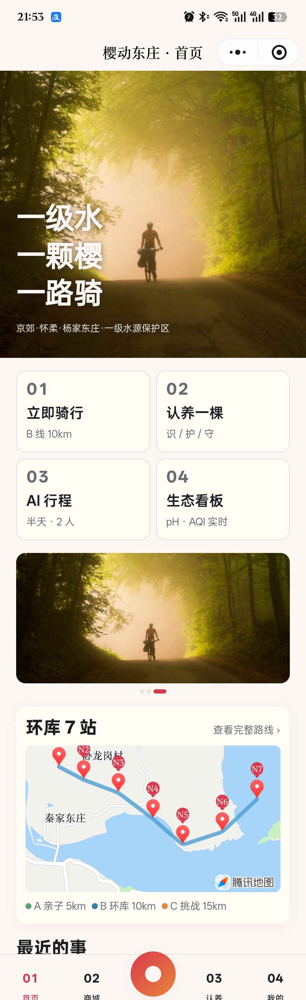 21:53 支 5G 4G 32
樱动东庄 · 首页
一级水
一颗樱
一路骑
京郊·怀柔·杨家东庄·一级水源保护区
01
立即骑行
B 线 10km
02
认养一棵
识 / 护 / 守
03
AI 行程
半天 · 2 人
04
生态看板
pH · AQI 实时
环库 7 站
查看完整路线 ›
N2
卧龙岗村
N3
N7
N4
N6
N5
秦家东庄
腾讯地图
A 亲子 5km B 环库 10km C 挑战 15km
最近的事
01 02 03 04
首页 商城 认养 我的